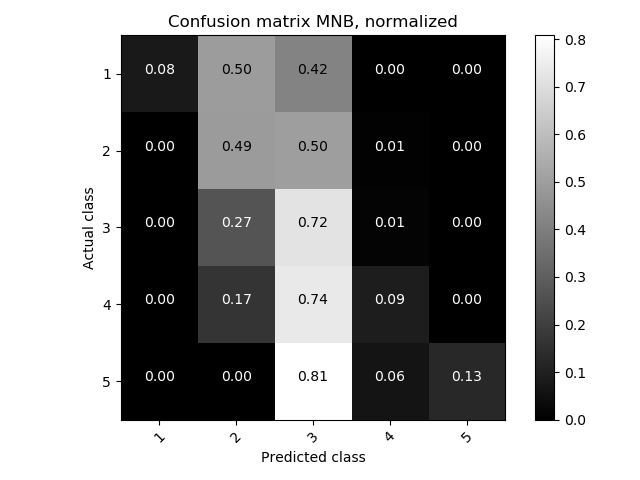 Confusion matrix MNB, normalized
Actual class
1 0.08 0.50 0.42 0.00 0.00
2 0.00 0.49 0.50 0.01 0.00
3 0.00 0.27 0.72 0.01 0.00
4 0.00 0.17 0.74 0.09 0.00
5 0.00 0.00 0.81 0.06 0.13
1 2 3 4 5
Predicted class
0.8
0.7
0.6
0.5
0.4
0.3
0.2
0.1
0.0